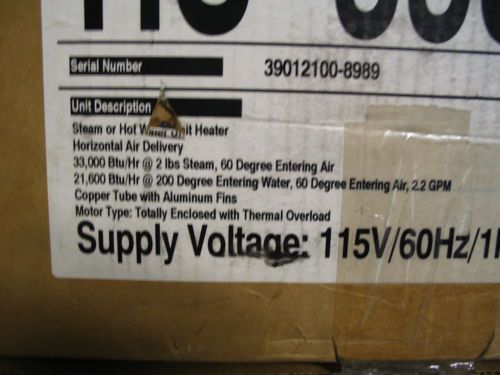 Serial Number 39012100-8989
Unit Description
Steam or Hot Water Unit Heater
Horizontal Air Delivery
33,000 Btu/Hr @ 2 lbs Steam, 60 Degree Entering Air
21,600 Btu/Hr @ 200 Degree Entering Water, 60 Degree Entering Air, 2.2 GPM
Copper Tube with Aluminum Fins
Motor Type: Totally Enclosed with Thermal Overload
Supply Voltage: 115V/60Hz/1